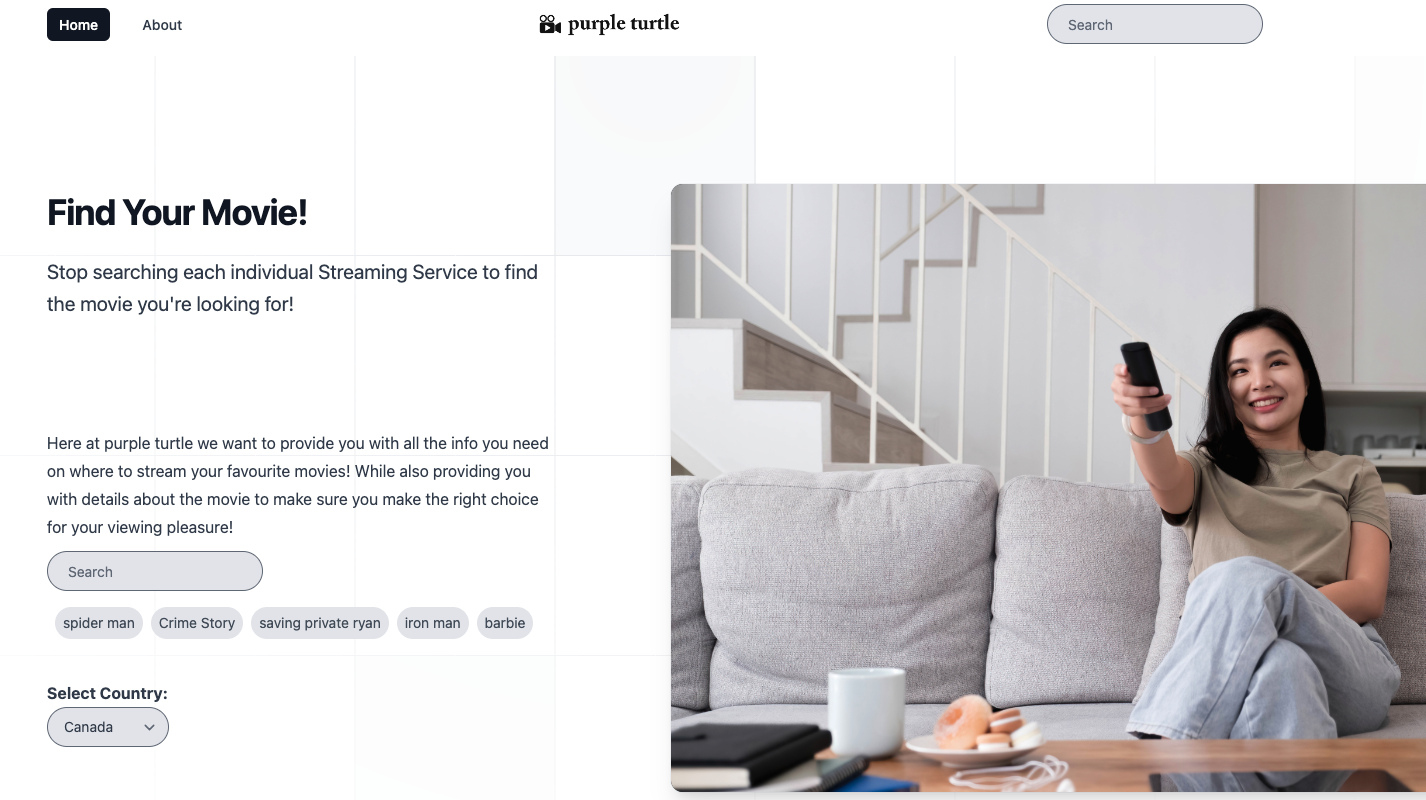 Home
About
purple turtle
Search
Find Your Movie!
Stop searching each individual Streaming Service to find
the movie you're looking for!
Here at purple turtle we want to provide you with all the info you need
on where to stream your favourite movies! While also providing you
with details about the movie to make sure you make the right choice
for your viewing pleasure!
Search
spider man
Crime Story
saving private ryan
iron man
barbie
Select Country:
Canada